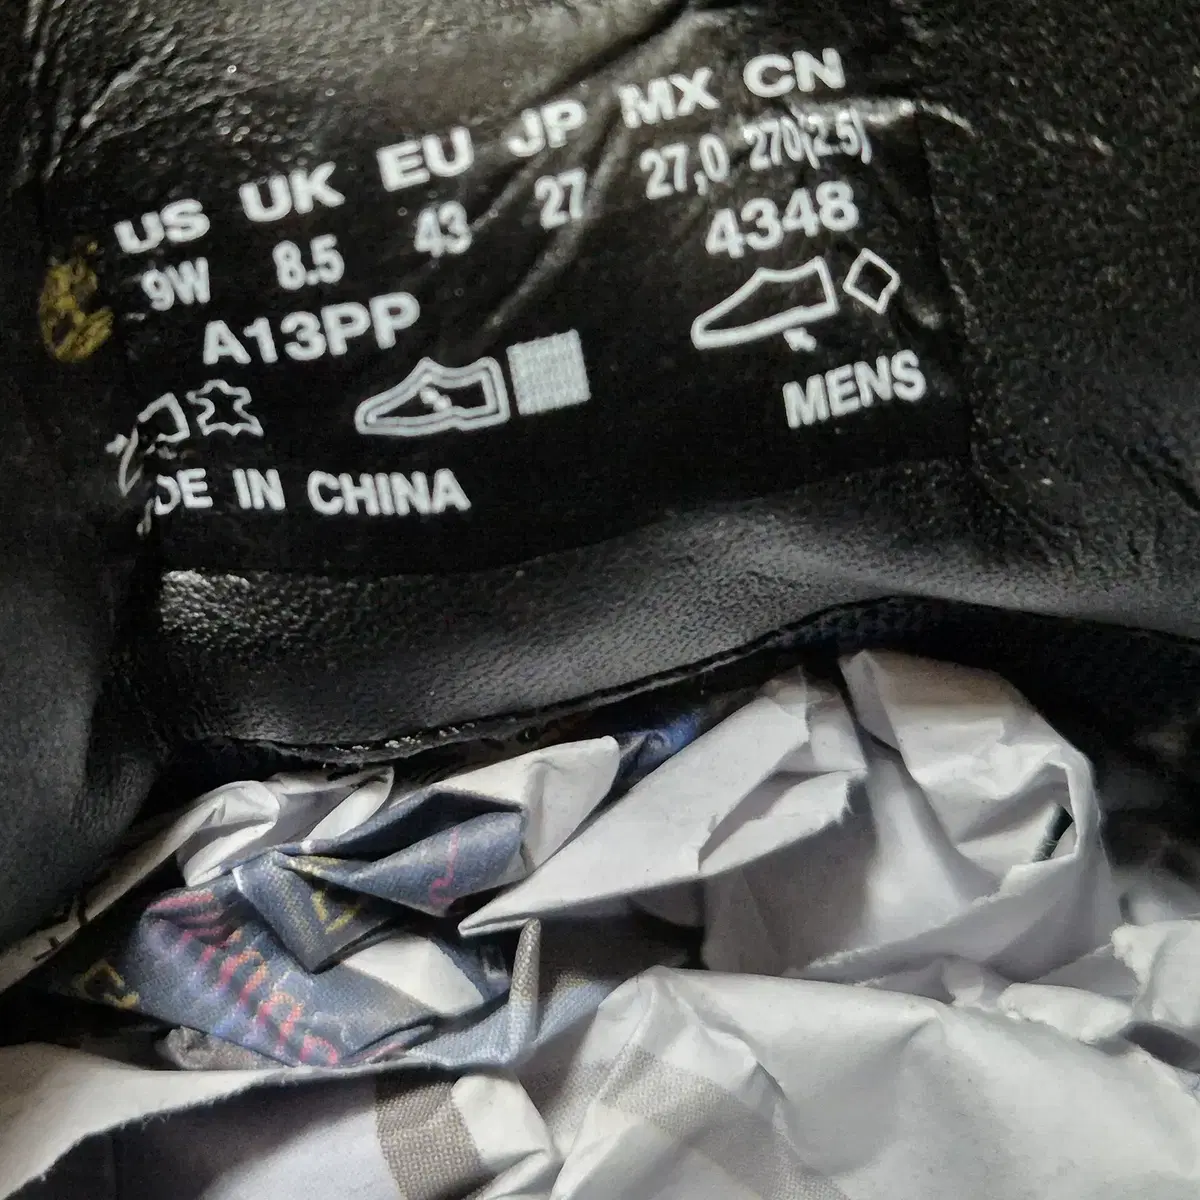 US UK EU JP MX CN
9W 8.5 43 27 27,0 270(2.5)
A13PP 4348
MENS
DE IN CHINA